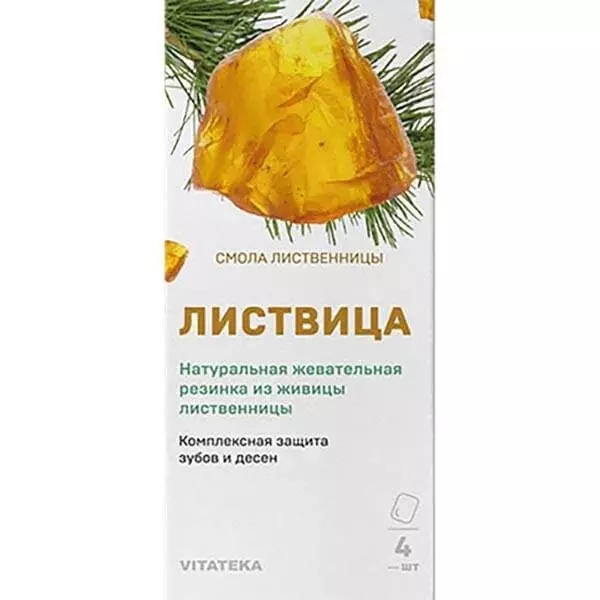 СМОЛА ЛИСТВЕННИЦЫ
ЛИСТВИЦА
Натуральная жевательная
резинка из живицы
лиственницы
Комплексная защита
зубов и десен
4
—шт
VITATEKA